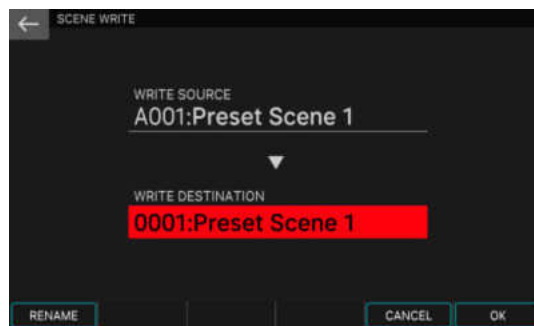 SCENE WRITE
WRITE SOURCE
A001:Preset Scene 1
WRITE DESTINATION
0001:Preset Scene 1
RENAME CANCEL OK